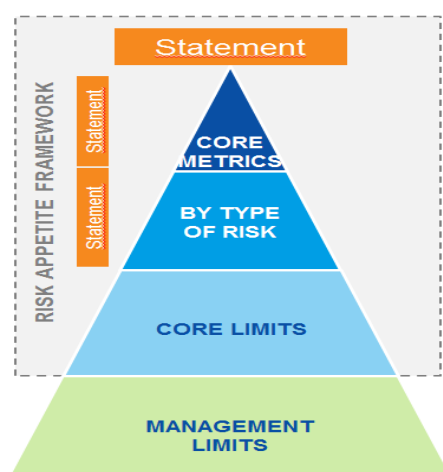 Statement
RISK APPETITE FRAMEWORK
Statement
Statement
CORE
METRICS
BY TYPE
OF RISK
CORE LIMITS
MANAGEMENT
LIMITS